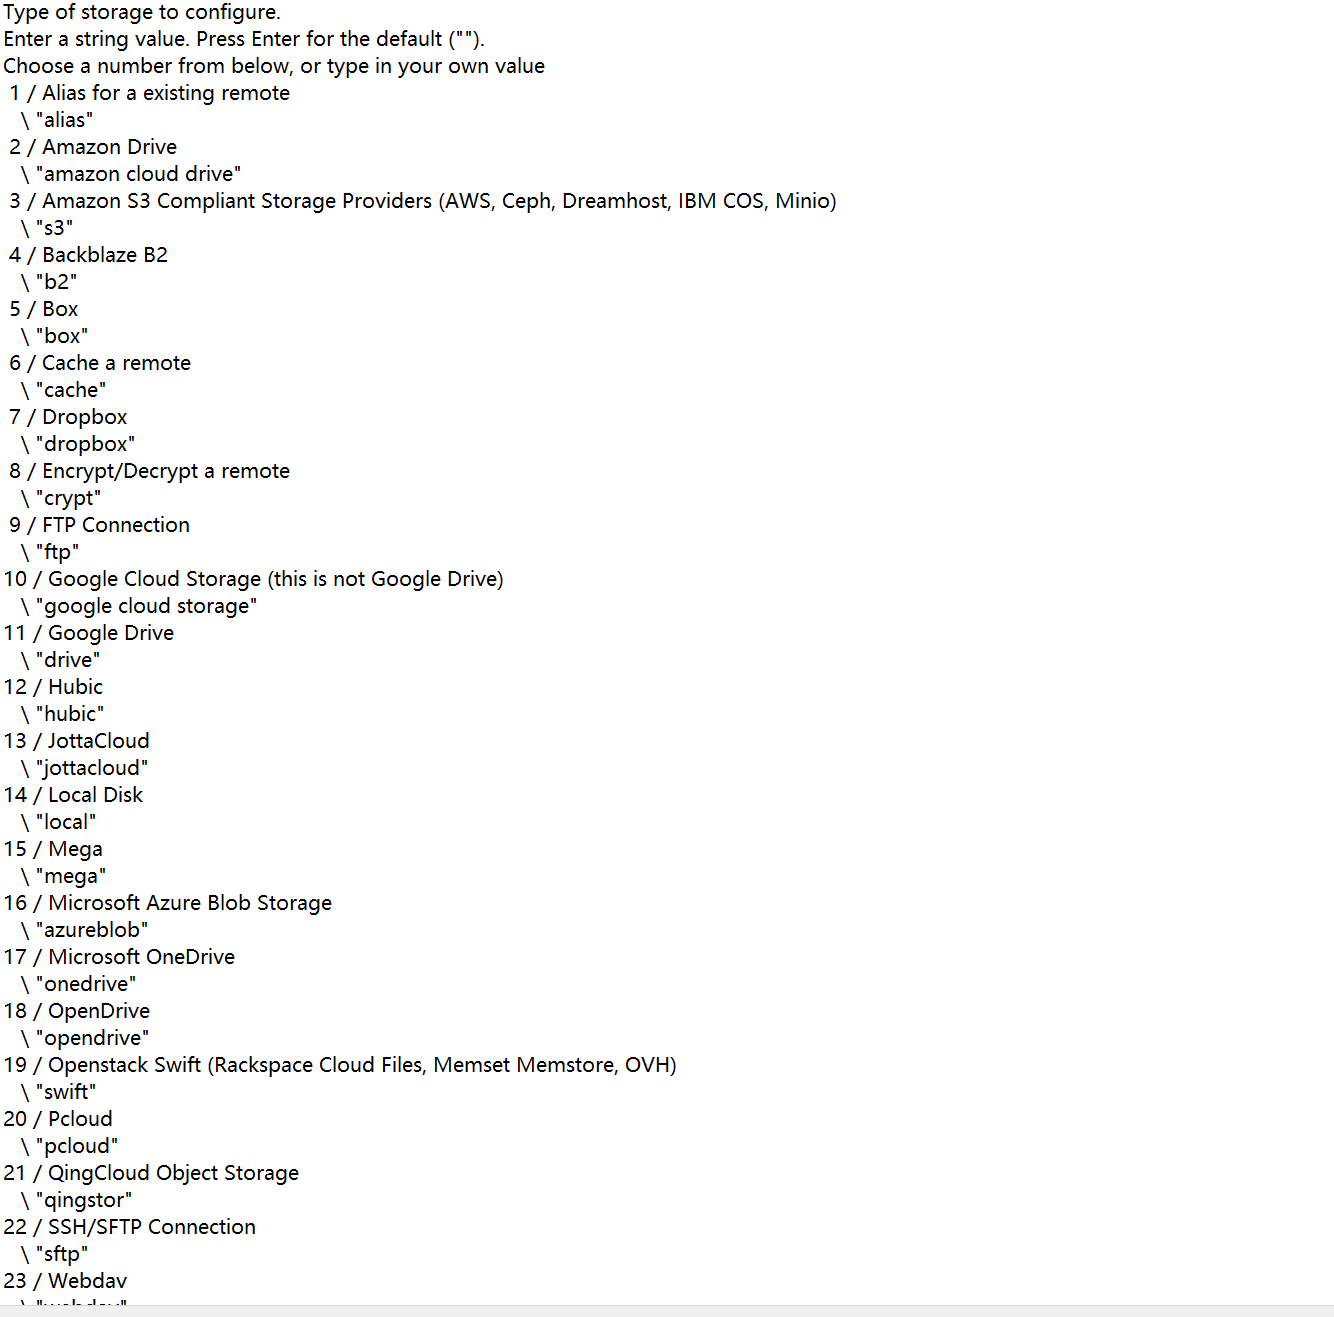 Type of storage to configure.
Enter a string value. Press Enter for the default ("").
Choose a number from below, or type in your own value
1 / Alias for a existing remote
\ "alias"
2 / Amazon Drive
\ "amazon cloud drive"
3 / Amazon S3 Compliant Storage Providers (AWS, Ceph, Dreamhost, IBM COS, Minio)
\ "s3"
4 / Backblaze B2
\ "b2"
5 / Box
\ "box"
6 / Cache a remote
\ "cache"
7 / Dropbox
\ "dropbox"
8 / Encrypt/Decrypt a remote
\ "crypt"
9 / FTP Connection
\ "ftp"
10 / Google Cloud Storage (this is not Google Drive)
\ "google cloud storage"
11 / Google Drive
\ "drive"
12 / Hubic
\ "hubic"
13 / JottaCloud
\ "jottacloud"
14 / Local Disk
\ "local"
15 / Mega
\ "mega"
16 / Microsoft Azure Blob Storage
\ "azureblob"
17 / Microsoft OneDrive
\ "onedrive"
18 / OpenDrive
\ "opendrive"
19 / Openstack Swift (Rackspace Cloud Files, Memset Memstore, OVH)
\ "swift"
20 / Pcloud
\ "pcloud"
21 / QingCloud Object Storage
\ "qingstor"
22 / SSH/SFTP Connection
\ "sftp"
23 / Webdav